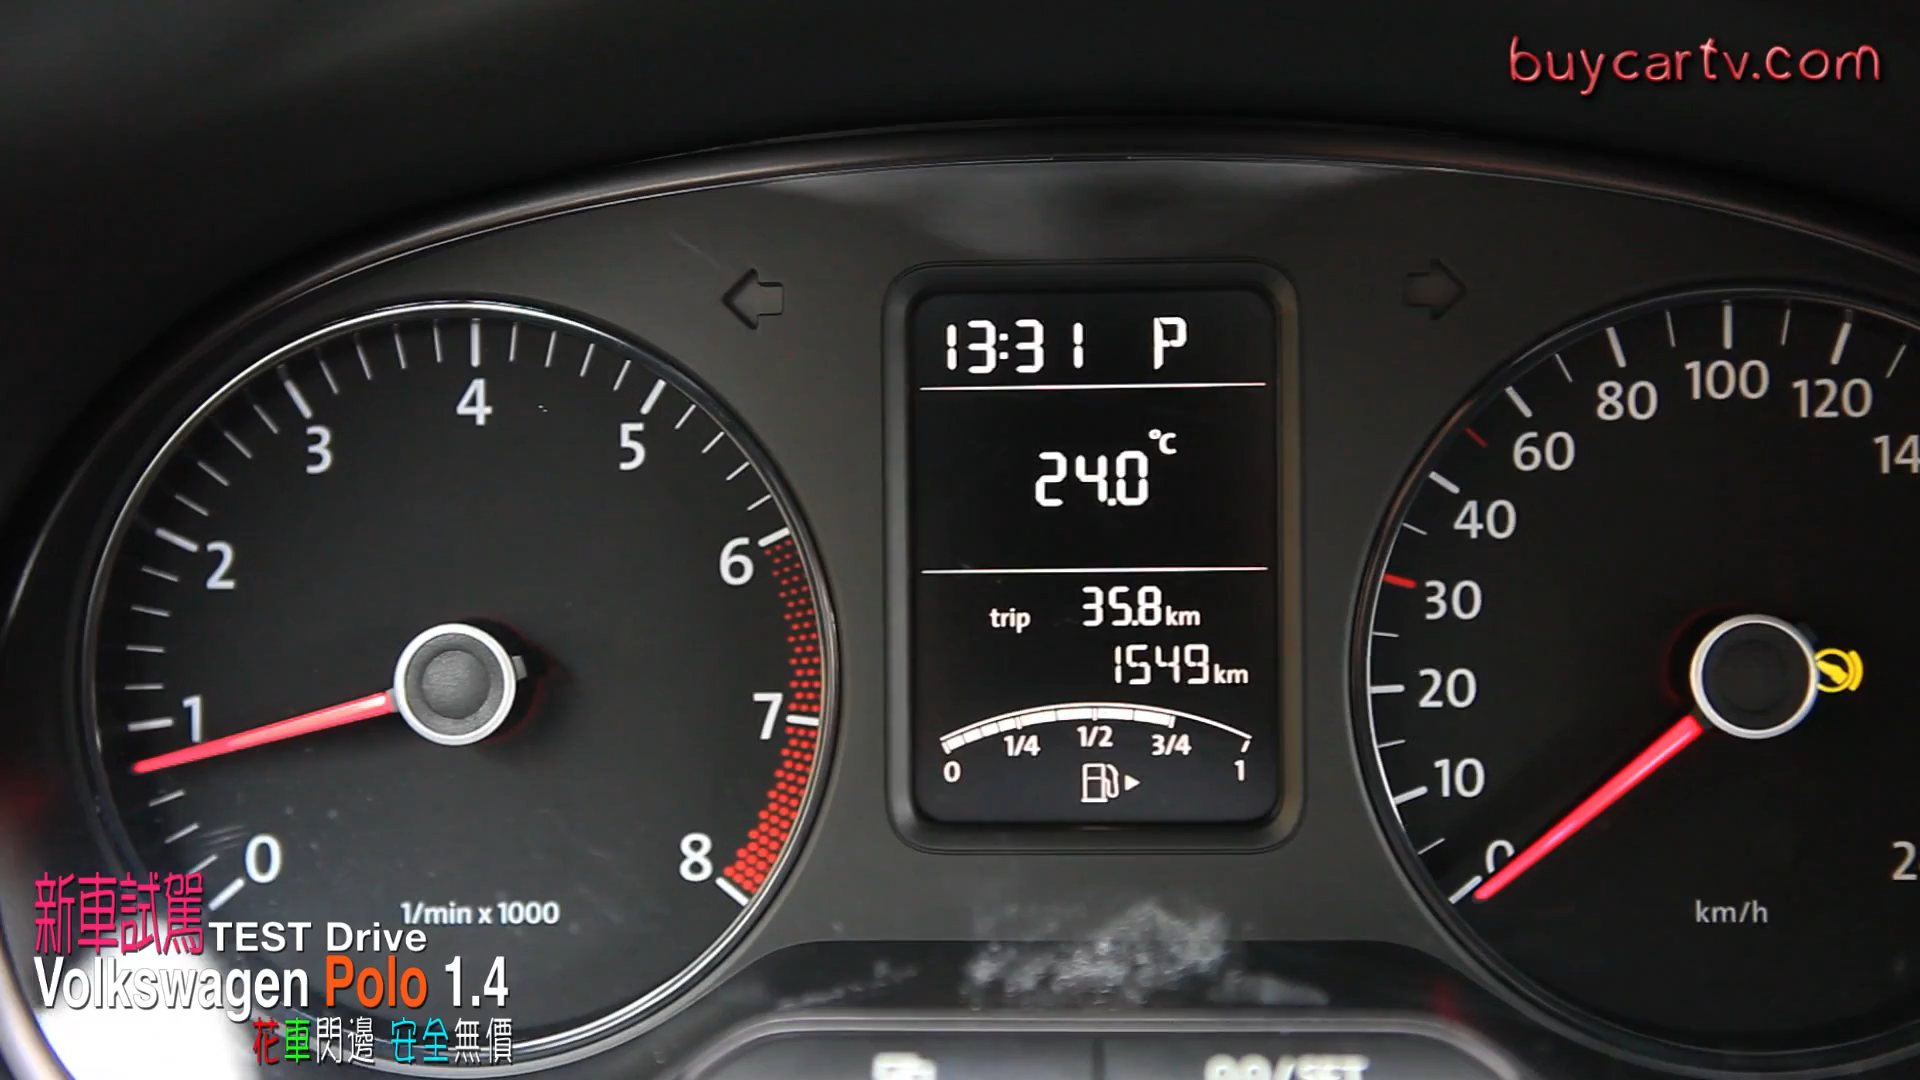 buycartv.com
13:31 P
24.0 °C
trip 35.8 km
1549 km
0 1/4 1/2 3/4 1
0 1 2 3 4 5 6 7 8
1/min x 1000
0 10 20 30 40 60 80 100 120
km/h
新車試駕 TEST Drive
Volkswagen Polo 1.4
花車閃邊 安全無價